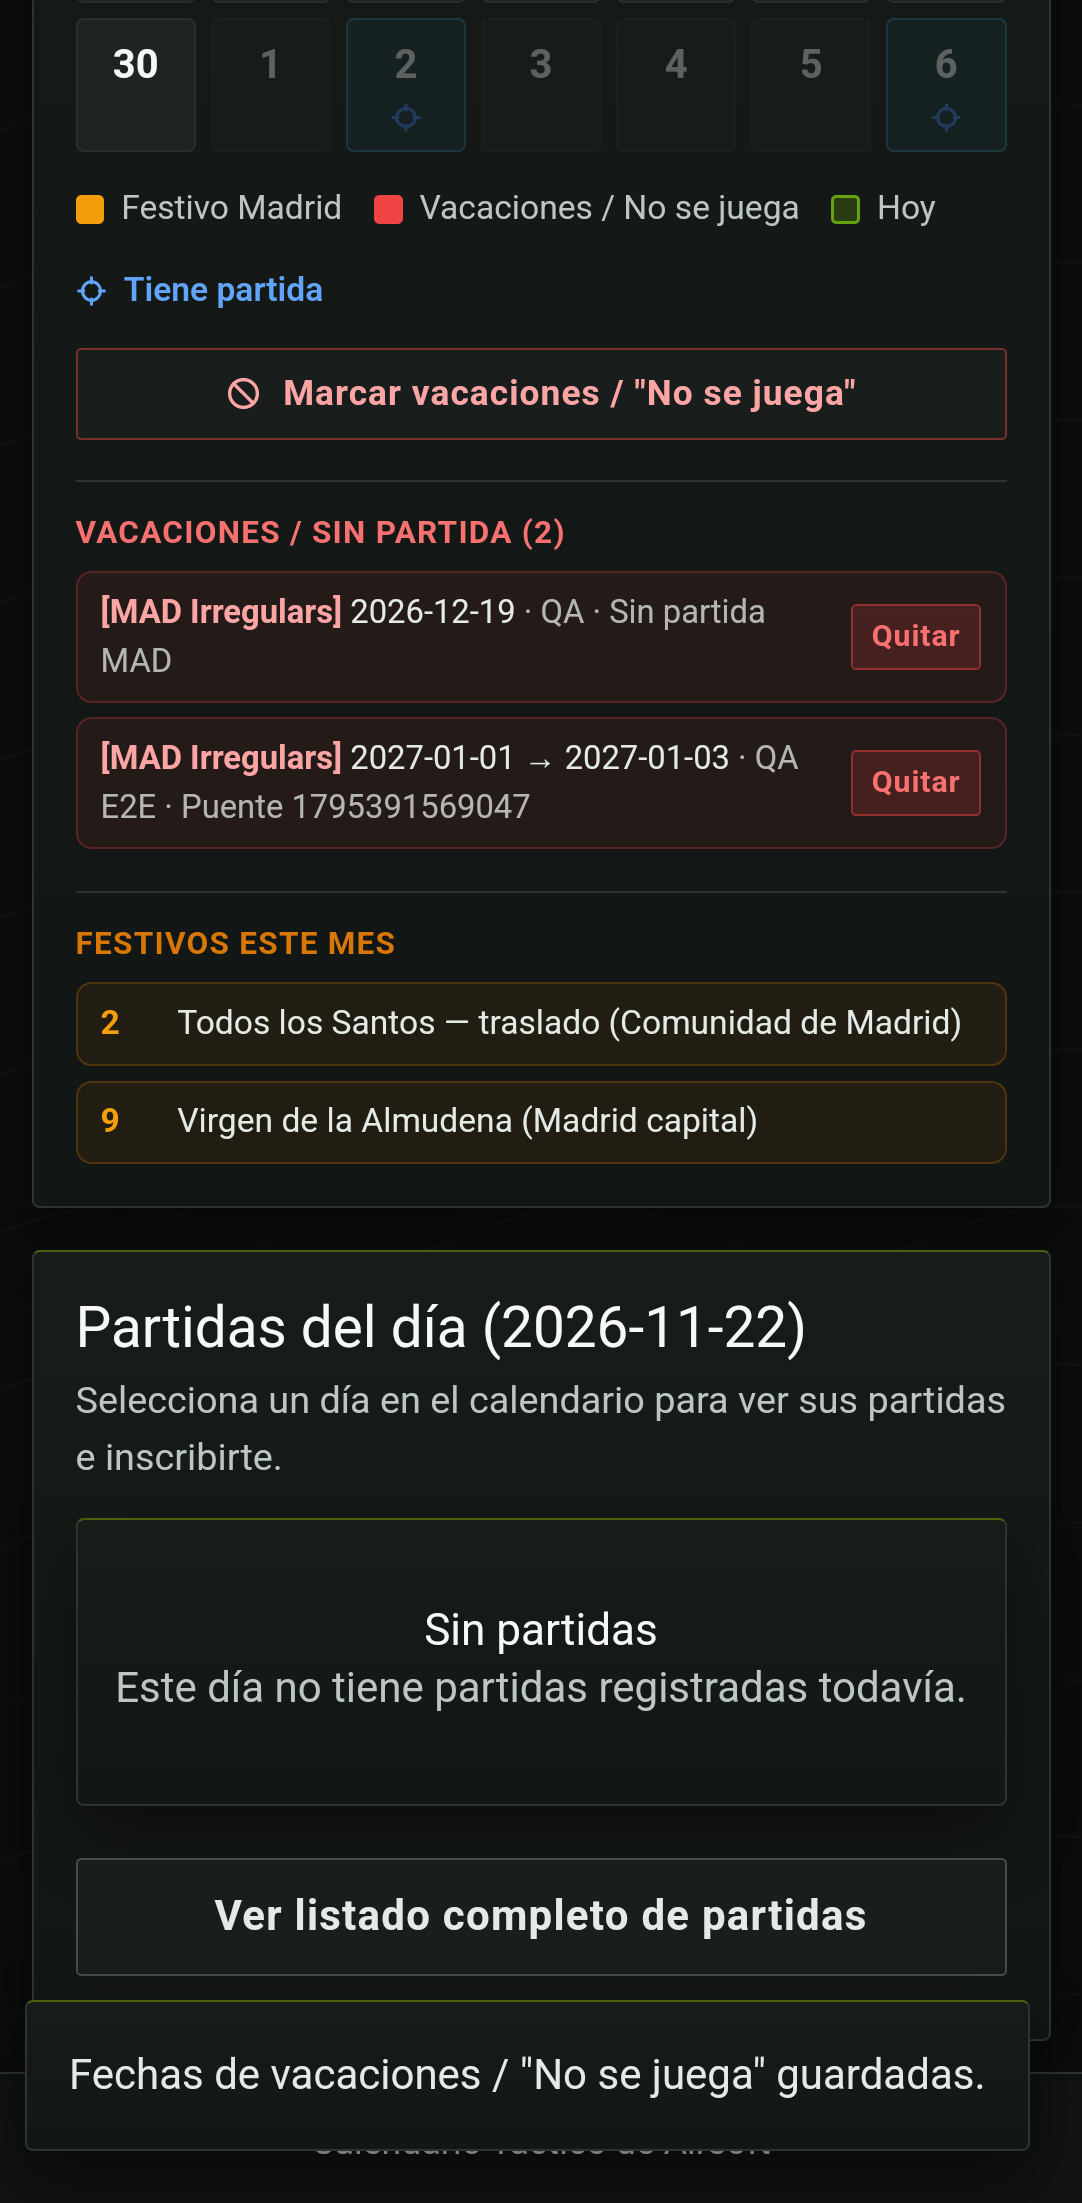 30 1 2 3 4 5 6
Festivo Madrid Vacaciones / No se juega Hoy
Tiene partida
Marcar vacaciones / "No se juega"
VACACIONES / SIN PARTIDA (2)
[MAD Irregulars] 2026-12-19 · QA · Sin partida
MAD
Quitar
[MAD Irregulars] 2027-01-01 → 2027-01-03 · QA
E2E · Puente 1795391569047
Quitar
FESTIVOS ESTE MES
2 Todos los Santos — traslado (Comunidad de Madrid)
9 Virgen de la Almudena (Madrid capital)
Partidas del día (2026-11-22)
Selecciona un día en el calendario para ver sus partidas
e inscribirte.
Sin partidas
Este día no tiene partidas registradas todavía.
Ver listado completo de partidas
Fechas de vacaciones / "No se juega" guardadas.